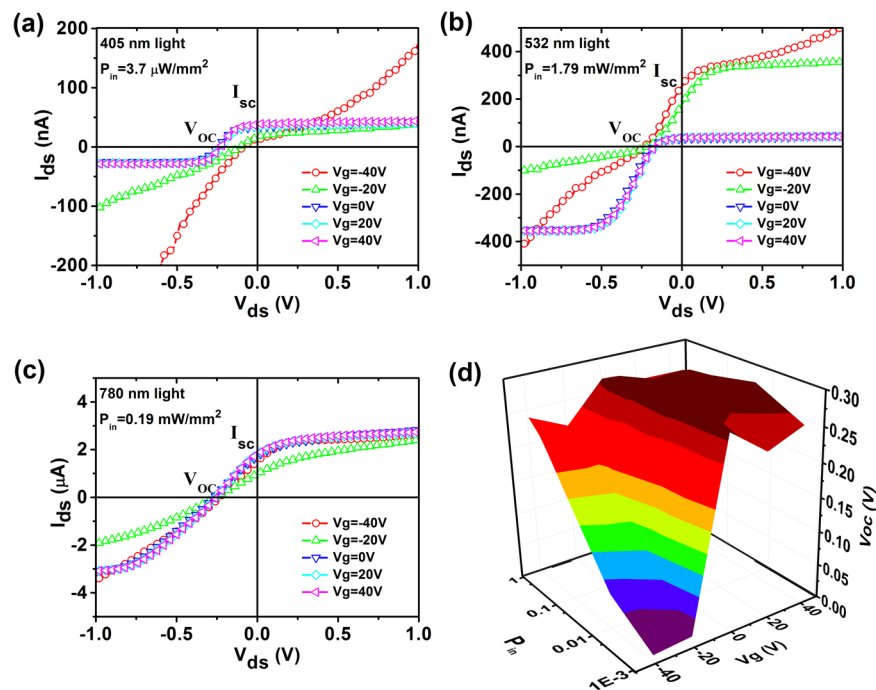 (a)
405 nm light
P_in=3.7 μW/mm²
I_sc
V_OC
200
100
0
-100
-200
I_ds (nA)
-1.0 -0.5 0.0 0.5 1.0
V_ds (V)
Vg=-40V
Vg=-20V
Vg=0V
Vg=20V
Vg=40V
(b)
532 nm light
P_in=1.79 mW/mm²
I_sc
V_OC
400
200
0
-200
-400
I_ds (nA)
-1.0 -0.5 0.0 0.5 1.0
V_ds (V)
Vg=-40V
Vg=-20V
Vg=0V
Vg=20V
Vg=40V
(c)
780 nm light
P_in=0.19 mW/mm²
I_sc
V_OC
4
2
0
-2
-4
I_ds (μA)
-1.0 -0.5 0.0 0.5 1.0
V_ds (V)
Vg=-40V
Vg=-20V
Vg=0V
Vg=20V
Vg=40V
(d)
0.30
0.25
0.20
0.15
0.10
0.05
0.00
Voc (V)
1
0.1
0.01
1E-3
P_in
-40 -20 0 20 40
Vg (V)